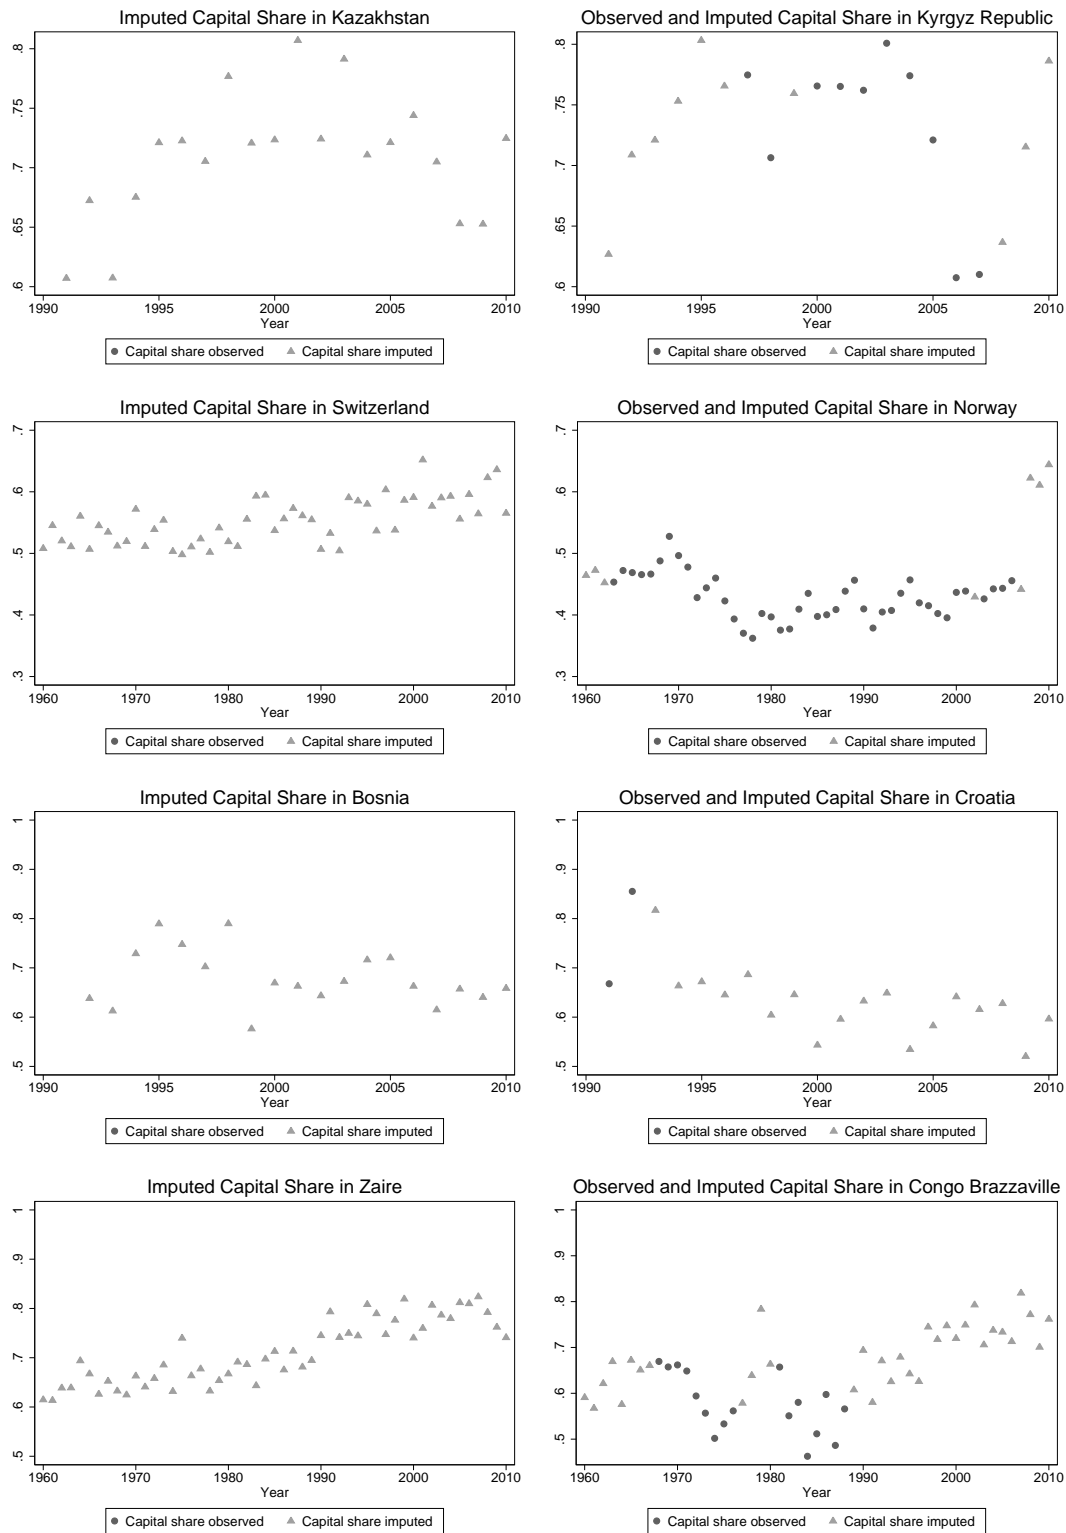 Imputed Capital Share in Kazakhstan
.8
.75
.7
.65
.6
1990 1995 2000 2005 2010
Year
Capital share observed Capital share imputed
Observed and Imputed Capital Share in Kyrgyz Republic
.8
.75
.7
.65
.6
1990 1995 2000 2005 2010
Year
Capital share observed Capital share imputed
Imputed Capital Share in Switzerland
.7
.6
.5
.4
.3
1960 1970 1980 1990 2000 2010
Year
Capital share observed Capital share imputed
Observed and Imputed Capital Share in Norway
.7
.6
.5
.4
.3
1960 1970 1980 1990 2000 2010
Year
Capital share observed Capital share imputed
Imputed Capital Share in Bosnia
1
.9
.8
.7
.6
.5
1990 1995 2000 2005 2010
Year
Capital share observed Capital share imputed
Observed and Imputed Capital Share in Croatia
1
.9
.8
.7
.6
.5
1990 1995 2000 2005 2010
Year
Capital share observed Capital share imputed
Imputed Capital Share in Zaire
1
.9
.8
.7
.6
.5
1960 1970 1980 1990 2000 2010
Year
Capital share observed Capital share imputed
Observed and Imputed Capital Share in Congo Brazzaville
1
.9
.8
.7
.6
.5
1960 1970 1980 1990 2000 2010
Year
Capital share observed Capital share imputed